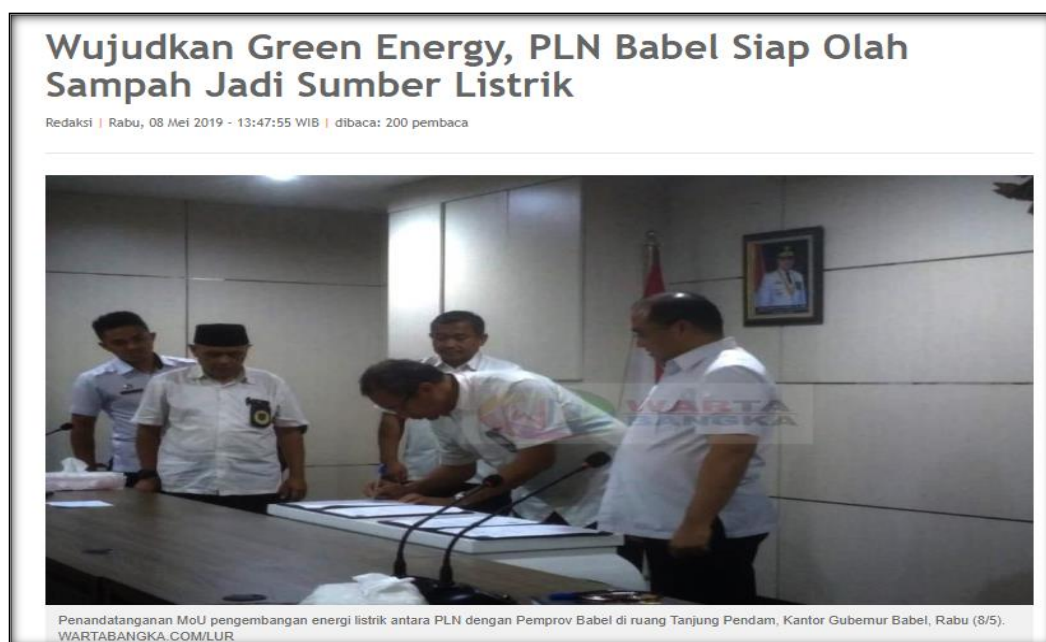 Wujudkan Green Energy, PLN Babel Siap Olah
Sampah Jadi Sumber Listrik
Redaksi | Rabu, 08 Mei 2019 - 13:47:55 WIB | dibaca: 200 pembaca
WARTA
BANGKA
Penandatanganan MoU pengembangan energi listrik antara PLN dengan Pemprov Babel di ruang Tanjung Pendam, Kantor Gubernur Babel, Rabu (8/5).
WARTABANGKA.COM/LUR